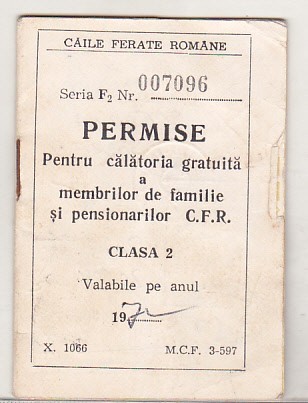 CĂILE FERATE ROMÂNE
Seria F2 Nr. 007096
PERMISE
Pentru călătoria gratuită
a
membrilor de familie
și pensionarilor C.F.R.
CLASA 2
Valabile pe anul
197
X. 1066 M.C.F. 3-597